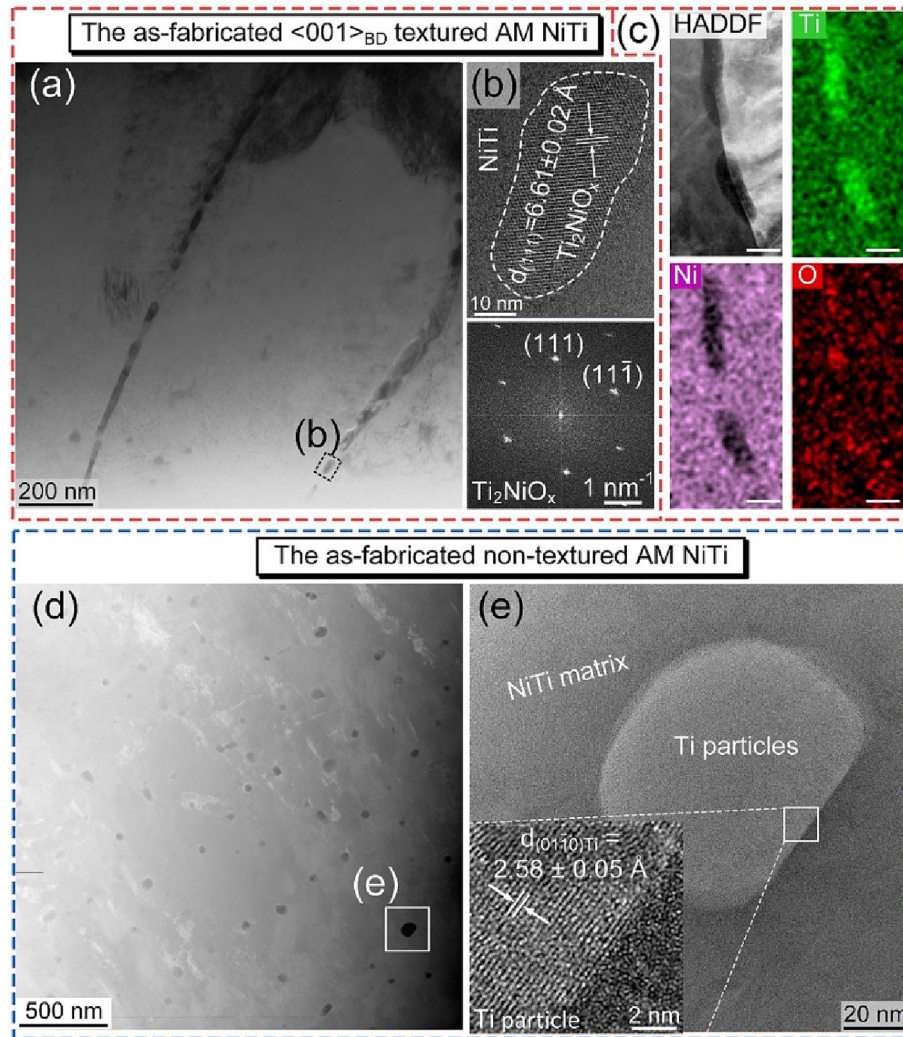 The as-fabricated <001>BD textured AM NiTi
(a)
(b)
200 nm
(b)
NiTi
d(111)=6.61±0.02 Å
Ti₂NiOₓ
10 nm
(111)
(111̄)
Ti₂NiOₓ
1 nm⁻¹
(c)
HADDF
Ti
Ni
O
The as-fabricated non-textured AM NiTi
(d)
(e)
500 nm
(e)
NiTi matrix
Ti particles
d(011̄0)Ti =
2.58 ± 0.05 Å
Ti particle
2 nm
20 nm